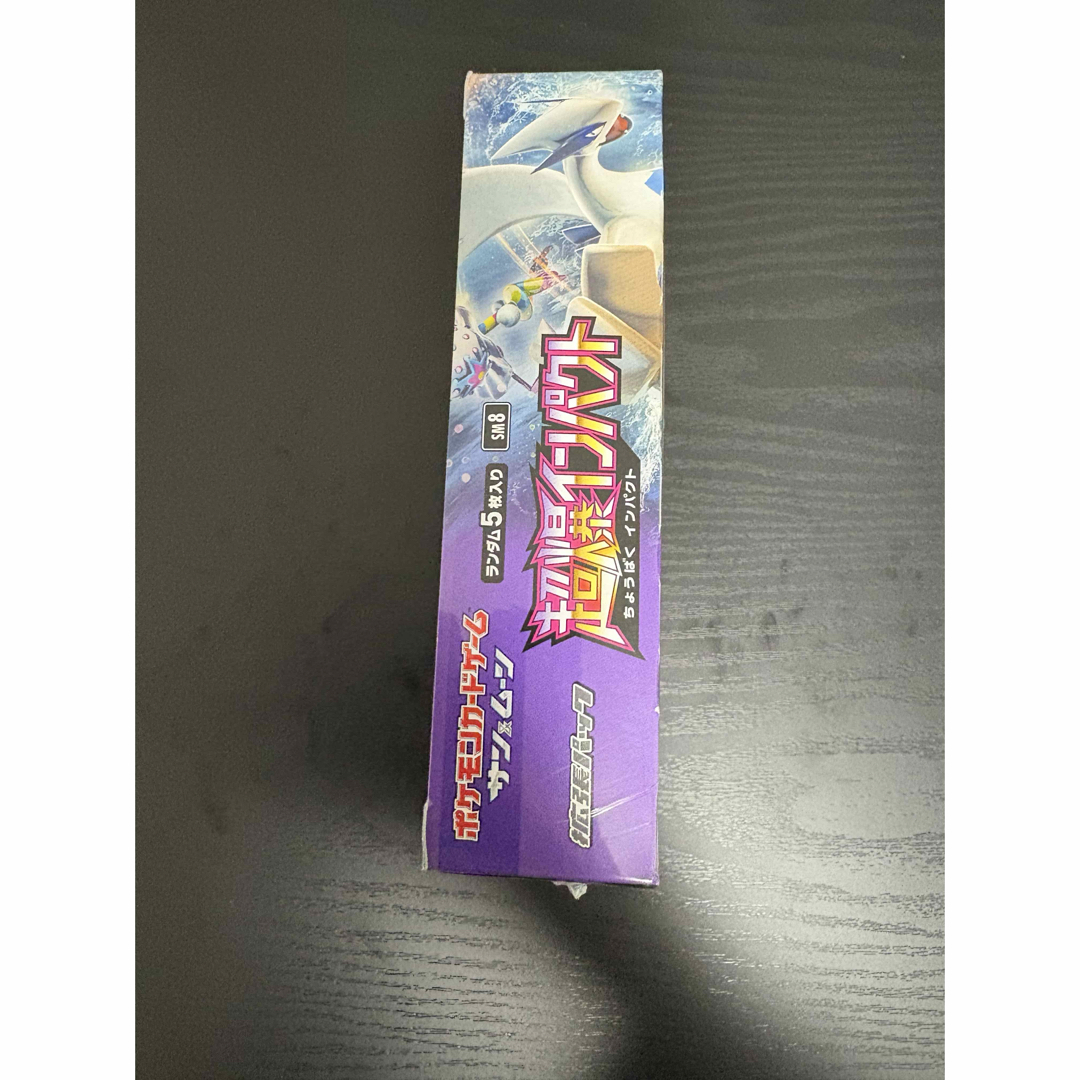 ポケモンカードゲーム
サン&ムーン
ランダム5枚入り
SM8
拡張パック
超爆インパクト
ちょうばく インパクト